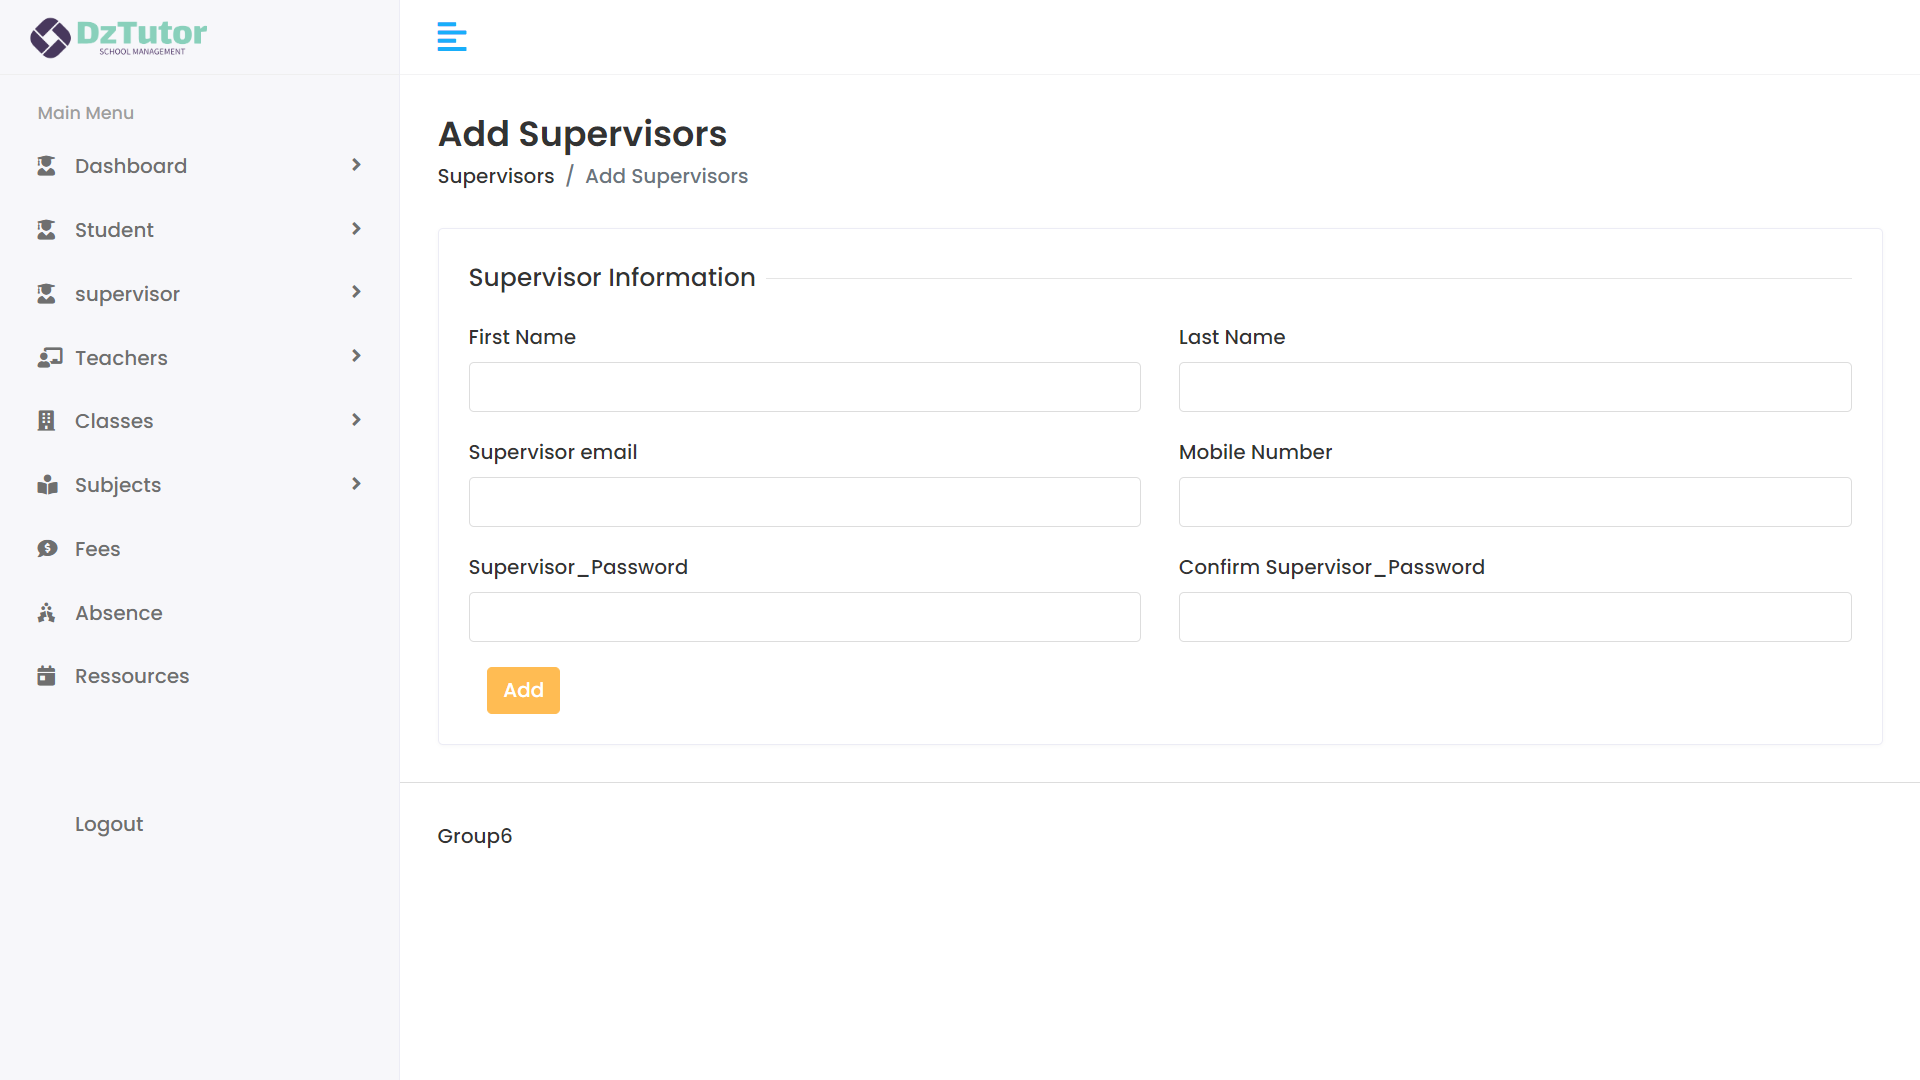 DzTutor
SCHOOL MANAGEMENT
Main Menu
Dashboard
Student
supervisor
Teachers
Classes
Subjects
Fees
Absence
Ressources
Logout
Add Supervisors
Supervisors / Add Supervisors
Supervisor Information
First Name
Last Name
Supervisor email
Mobile Number
Supervisor_Password
Confirm Supervisor_Password
Add
Group6